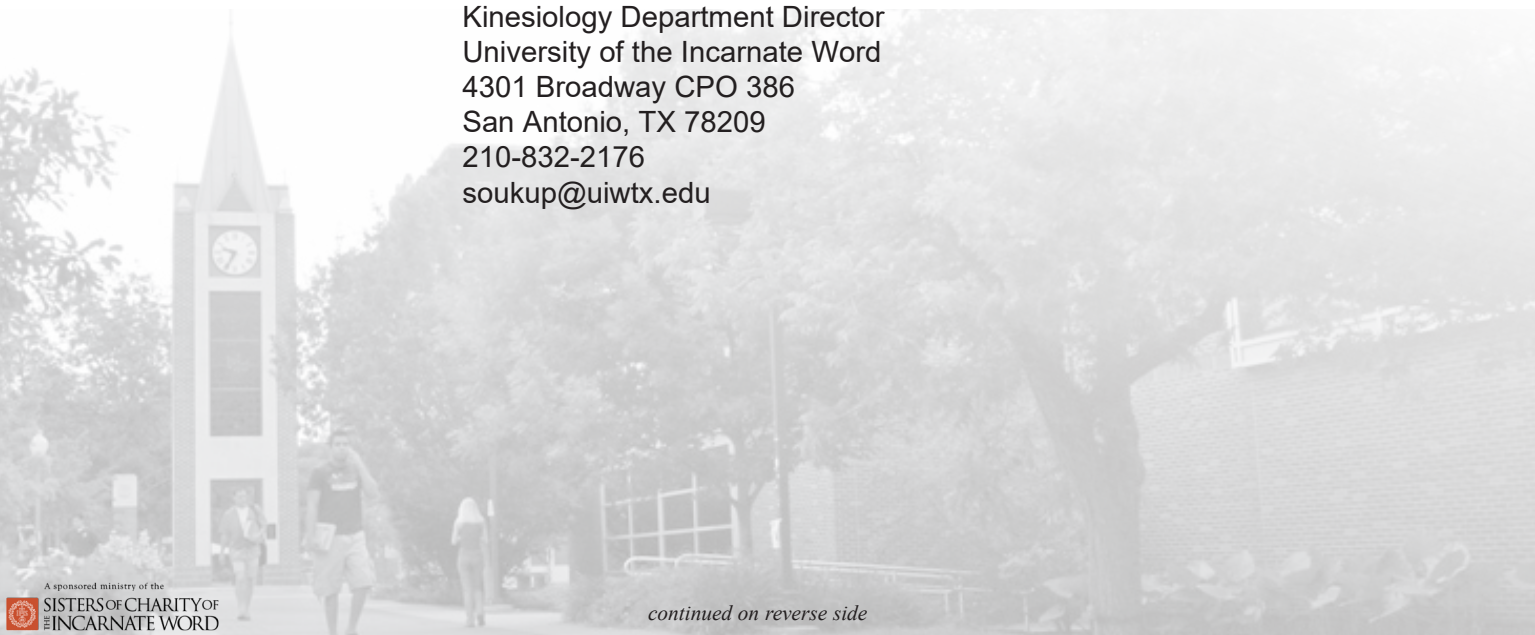 Kinesiology Department Director
University of the Incarnate Word
4301 Broadway CPO 386
San Antonio, TX 78209
210-832-2176
soukup@uiwtx.edu
A sponsored ministry of the
SISTERS OF CHARITY OF
THE INCARNATE WORD
continued on reverse side